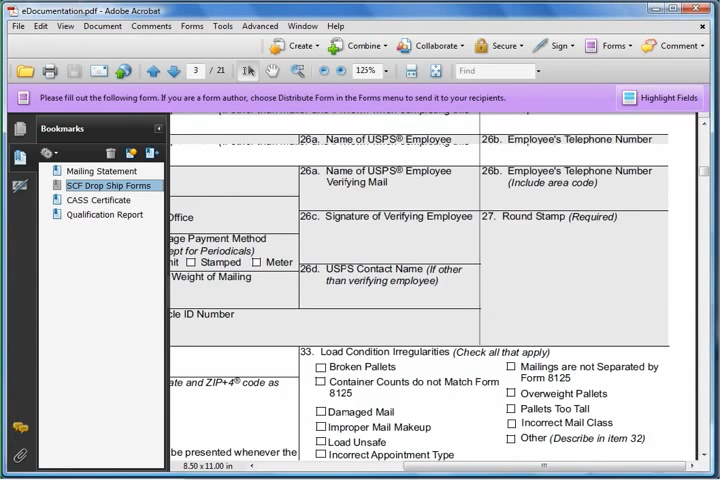 eDocumentation.pdf - Adobe Acrobat
File Edit View Document Comments Forms Tools Advanced Window Help
Create Combine Collaborate Secure Sign Forms Comment
3 / 21 125% Find
Please fill out the following form. If you are a form author, choose Distribute Form in the Forms menu to send it to your recipients. Highlight Fields
Bookmarks
Mailing Statement
SCF Drop Ship Forms
CASS Certificate
Qualification Report
26a. Name of USPS® Employee 26b. Employee's Telephone Number
26a. Name of USPS® Employee
Verifying Mail
26b. Employee's Telephone Number
(Include area code)
Office
26c. Signature of Verifying Employee
27. Round Stamp (Required)
age Payment Method
ept for Periodicals)
nit Stamped Meter
Weight of Mailing
26d. USPS Contact Name (If other
than verifying employee)
cle ID Number
33. Load Condition Irregularities (Check all that apply)
Broken Pallets
Container Counts do not Match Form
8125
Damaged Mail
Improper Mail Makeup
Load Unsafe
Incorrect Appointment Type
Mailings are not Separated by
Form 8125
Overweight Pallets
Pallets Too Tall
Incorrect Mail Class
Other (Describe in item 32)
ate and ZIP+4® code as
be presented whenever the
8.50 x 11.00 in